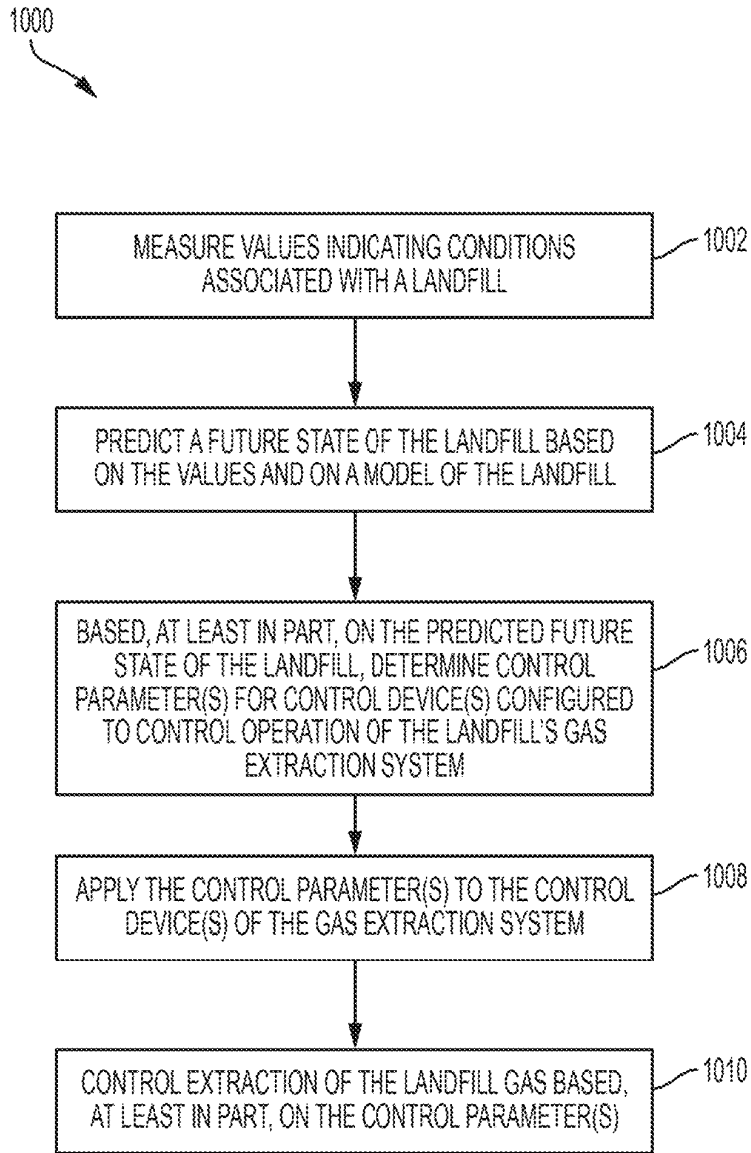 1000
MEASURE VALUES INDICATING CONDITIONS
ASSOCIATED WITH A LANDFILL
1002
PREDICT A FUTURE STATE OF THE LANDFILL BASED
ON THE VALUES AND ON A MODEL OF THE LANDFILL
1004
BASED, AT LEAST IN PART, ON THE PREDICTED FUTURE
STATE OF THE LANDFILL, DETERMINE CONTROL
PARAMETER(S) FOR CONTROL DEVICE(S) CONFIGURED
TO CONTROL OPERATION OF THE LANDFILL'S GAS
EXTRACTION SYSTEM
1006
APPLY THE CONTROL PARAMETER(S) TO THE CONTROL
DEVICE(S) OF THE GAS EXTRACTION SYSTEM
1008
CONTROL EXTRACTION OF THE LANDFILL GAS BASED,
AT LEAST IN PART, ON THE CONTROL PARAMETER(S)
1010